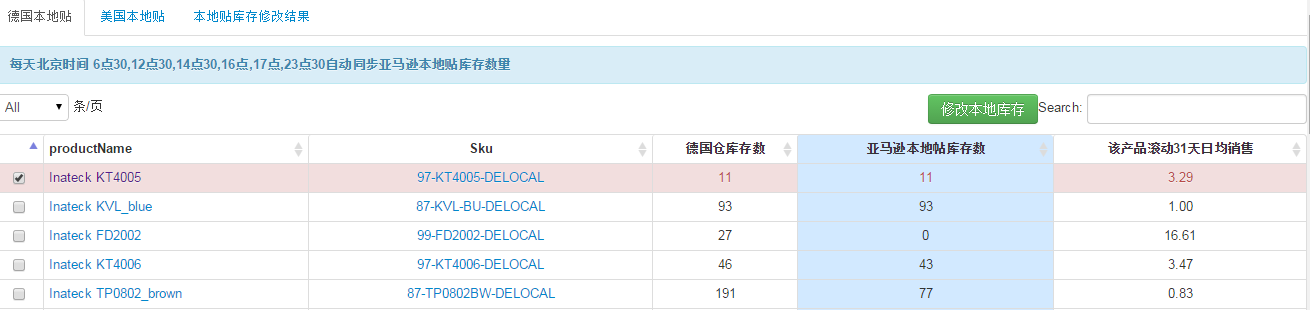 德国本地贴 美国本地贴 本地贴库存修改结果
每天北京时间 6点30,12点30,14点30,16点,17点,23点30自动同步亚马逊本地贴库存数量
All 条/页 修改本地库存 Search:
productName Sku 德国仓库存数 亚马逊本地帖库存数 该产品滚动31天日均销售
Inateck KT4005 97-KT4005-DELOCAL 11 11 3.29
Inateck KVL_blue 87-KVL-BU-DELOCAL 93 93 1.00
Inateck FD2002 99-FD2002-DELOCAL 27 0 16.61
Inateck KT4006 97-KT4006-DELOCAL 46 43 3.47
Inateck TP0802_brown 87-TP0802BW-DELOCAL 191 77 0.83